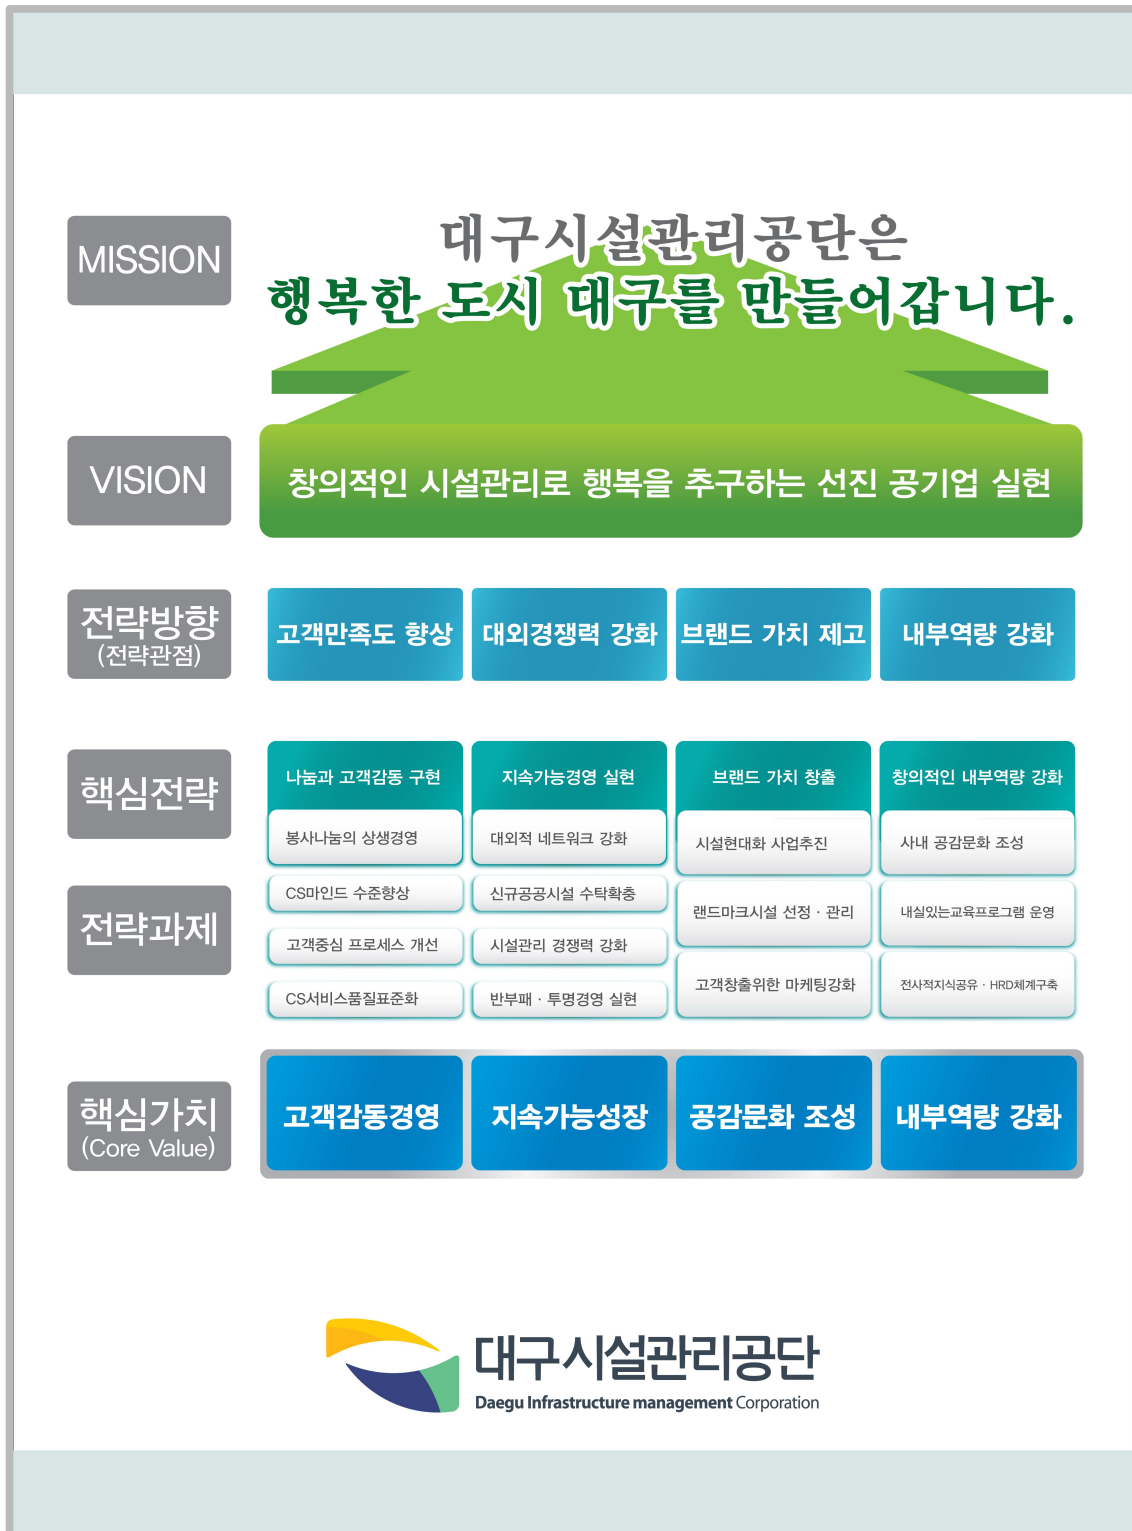 MISSION
대구시설관리공단은
행복한 도시 대구를 만들어갑니다.
VISION
창의적인 시설관리로 행복을 추구하는 선진 공기업 실현
전략방향
(전략관점)
고객만족도 향상
대외경쟁력 강화
브랜드 가치 제고
내부역량 강화
핵심전략
나눔과 고객감동 구현
지속가능경영 실현
브랜드 가치 창출
창의적인 내부역량 강화
전략과제
봉사나눔의 상생경영
CS마인드 수준향상
고객중심 프로세스 개선
CS서비스품질표준화
대외적 네트워크 강화
신규공공시설 수탁확충
시설관리 경쟁력 강화
반부패 · 투명경영 실현
시설현대화 사업추진
랜드마크시설 선정 · 관리
고객창출위한 마케팅강화
사내 공감문화 조성
내실있는교육프로그램 운영
전사적지식공유 · HRD체계구축
핵심가치
(Core Value)
고객감동경영
지속가능성장
공감문화 조성
내부역량 강화
대구시설관리공단
Daegu Infrastructure management Corporation